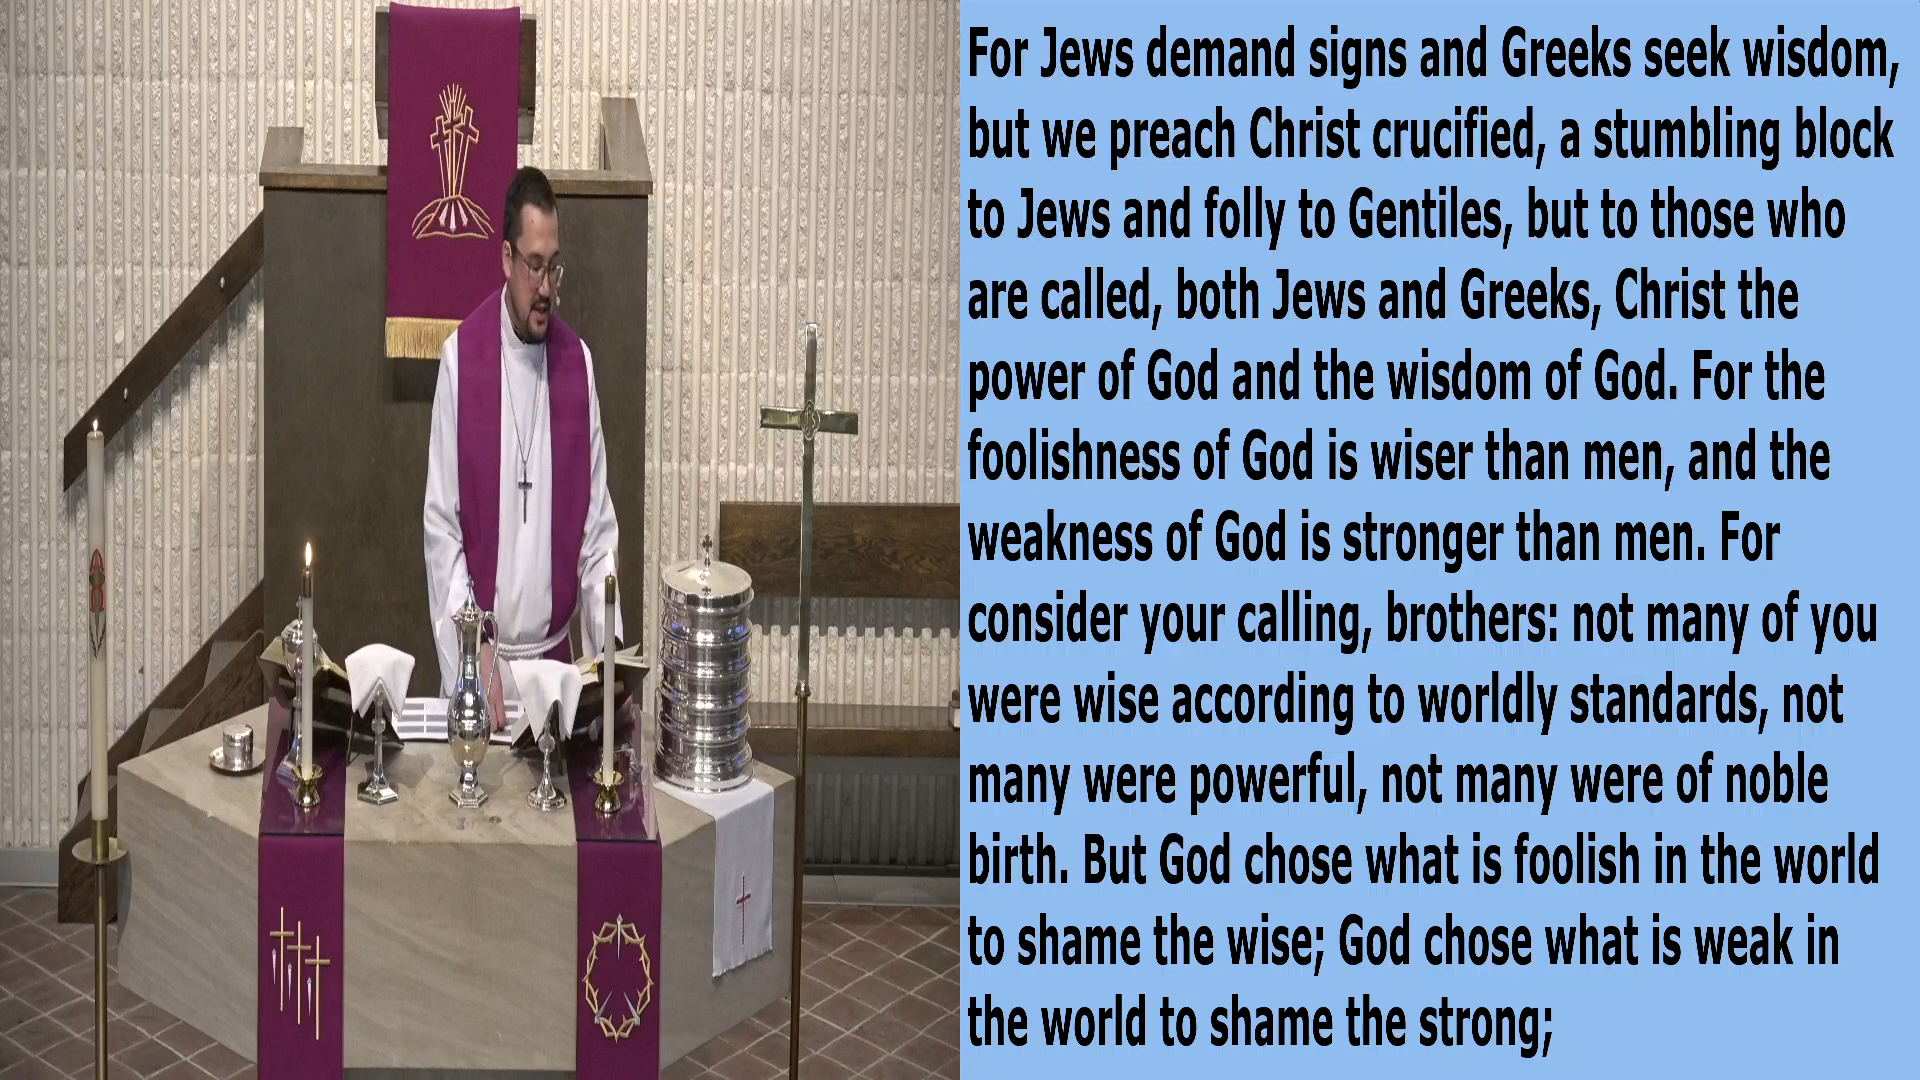 For Jews demand signs and Greeks seek wisdom,
but we preach Christ crucified, a stumbling block
to Jews and folly to Gentiles, but to those who
are called, both Jews and Greeks, Christ the
power of God and the wisdom of God. For the
foolishness of God is wiser than men, and the
weakness of God is stronger than men. For
consider your calling, brothers: not many of you
were wise according to worldly standards, not
many were powerful, not many were of noble
birth. But God chose what is foolish in the world
to shame the wise; God chose what is weak in
the world to shame the strong;